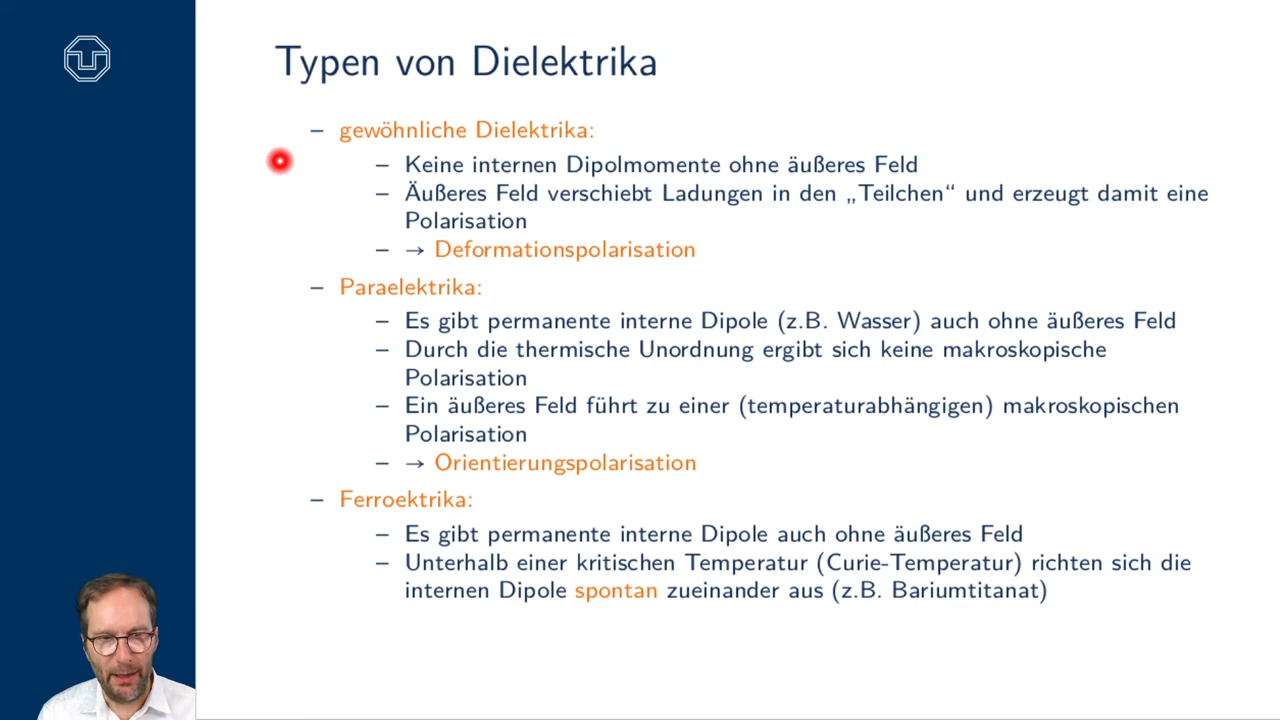 Typen von Dielektrika
– gewöhnliche Dielektrika:
– Keine internen Dipolmomente ohne äußeres Feld
– Äußeres Feld verschiebt Ladungen in den „Teilchen“ und erzeugt damit eine
Polarisation
– → Deformationspolarisation
– Paraelektrika:
– Es gibt permanente interne Dipole (z.B. Wasser) auch ohne äußeres Feld
– Durch die thermische Unordnung ergibt sich keine makroskopische
Polarisation
– Ein äußeres Feld führt zu einer (temperaturabhängigen) makroskopischen
Polarisation
– → Orientierungspolarisation
– Ferroektrika:
– Es gibt permanente interne Dipole auch ohne äußeres Feld
– Unterhalb einer kritischen Temperatur (Curie-Temperatur) richten sich die
internen Dipole spontan zueinander aus (z.B. Bariumtitanat)